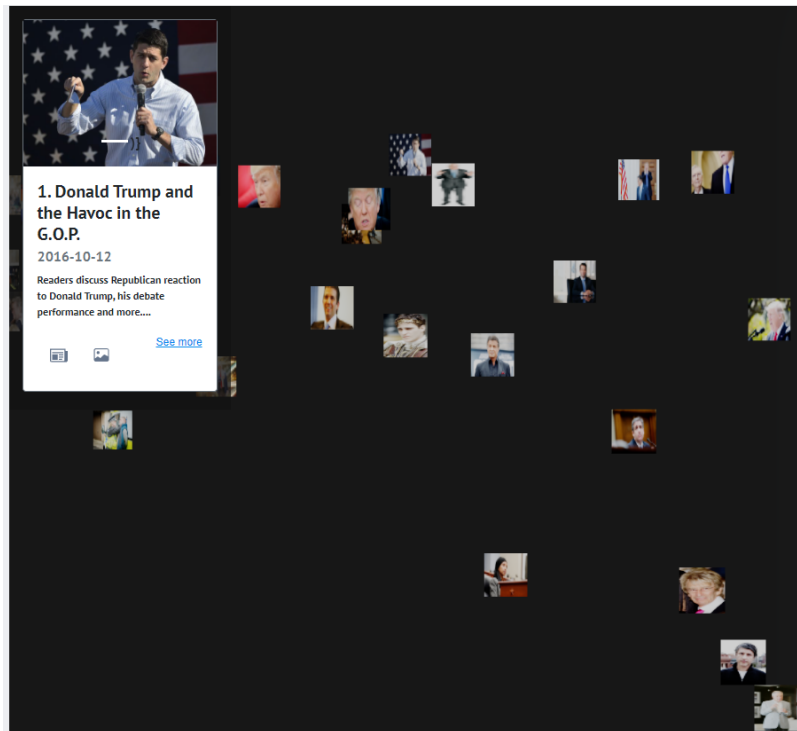 1. Donald Trump and
the Havoc in the
G.O.P.
2016-10-12
Readers discuss Republican reaction
to Donald Trump, his debate
performance and more....
See more